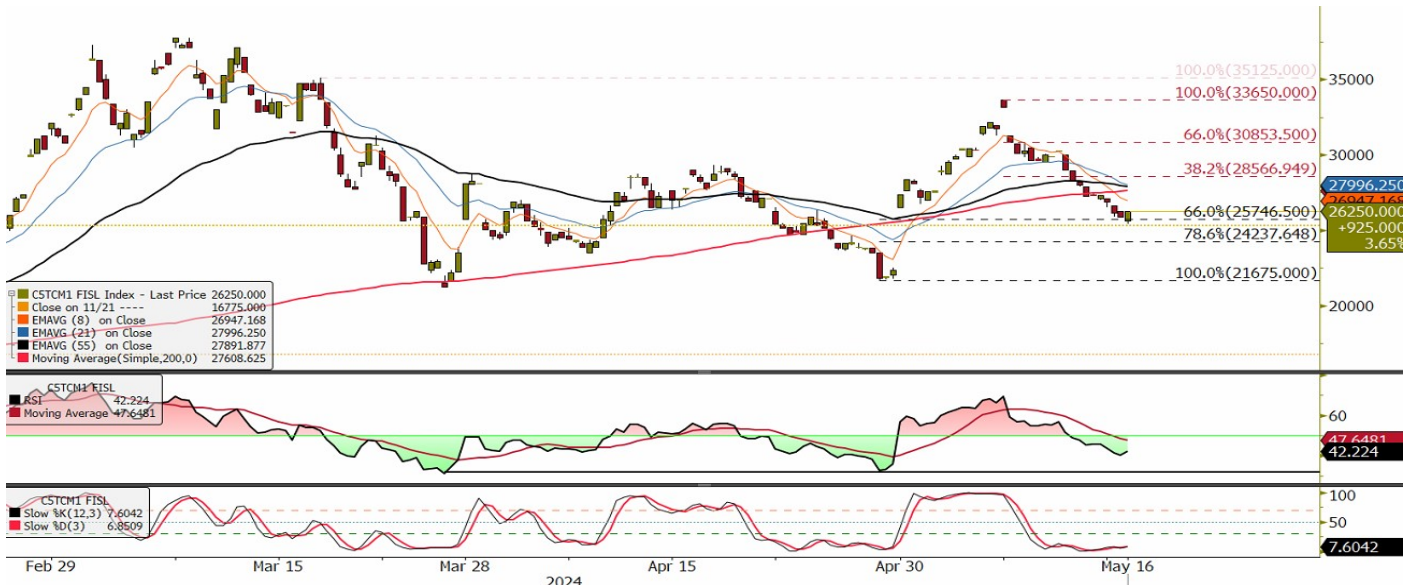 100.0%(35125.000)
35000
100.0%(33650.000)
66.0%(30853.500)
30000
38.2%(28566.949)
27996.250
26947.168
66.0%(25746.500)
26250.000
+925.000
3.65%
78.6%(24237.648)
100.0%(21675.000)
20000
C5TCM1 FISL Index - Last Price 26250.000
Close on 11/21 ---- 16775.000
EMAVG (8) on Close 26947.168
EMAVG (21) on Close 27996.250
EMAVG (55) on Close 27891.877
Moving Average(Simple,200,0) 27608.625
C5TCM1 FISL
RSI 42.224
Moving Average 47.6481
60
47.6481
42.224
C5TCM1 FISL
Slow %K(12,3) 7.6042
Slow %D(3) 6.8509
100
50
7.6042
Feb 29 Mar 15 Mar 28 Apr 15 Apr 30 May 16
2024